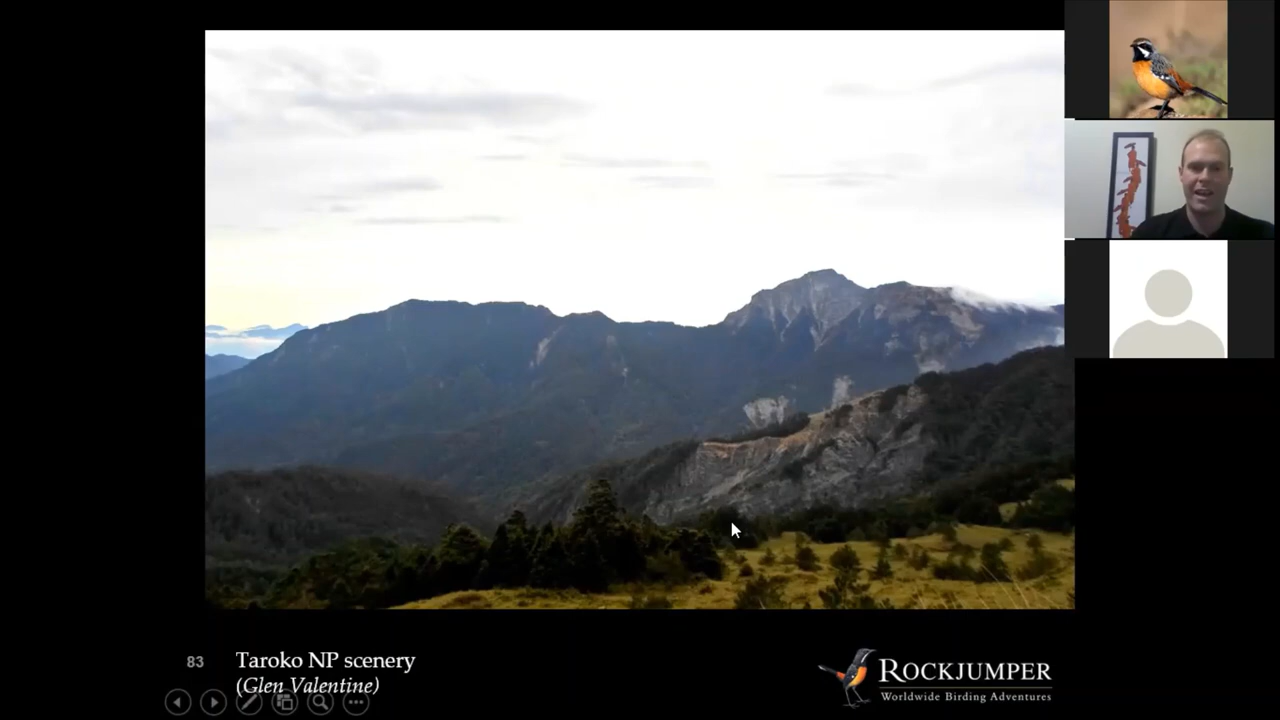 83
Taroko NP scenery
(Glen Valentine)
ROCKJUMPER
Worldwide Birding Adventures